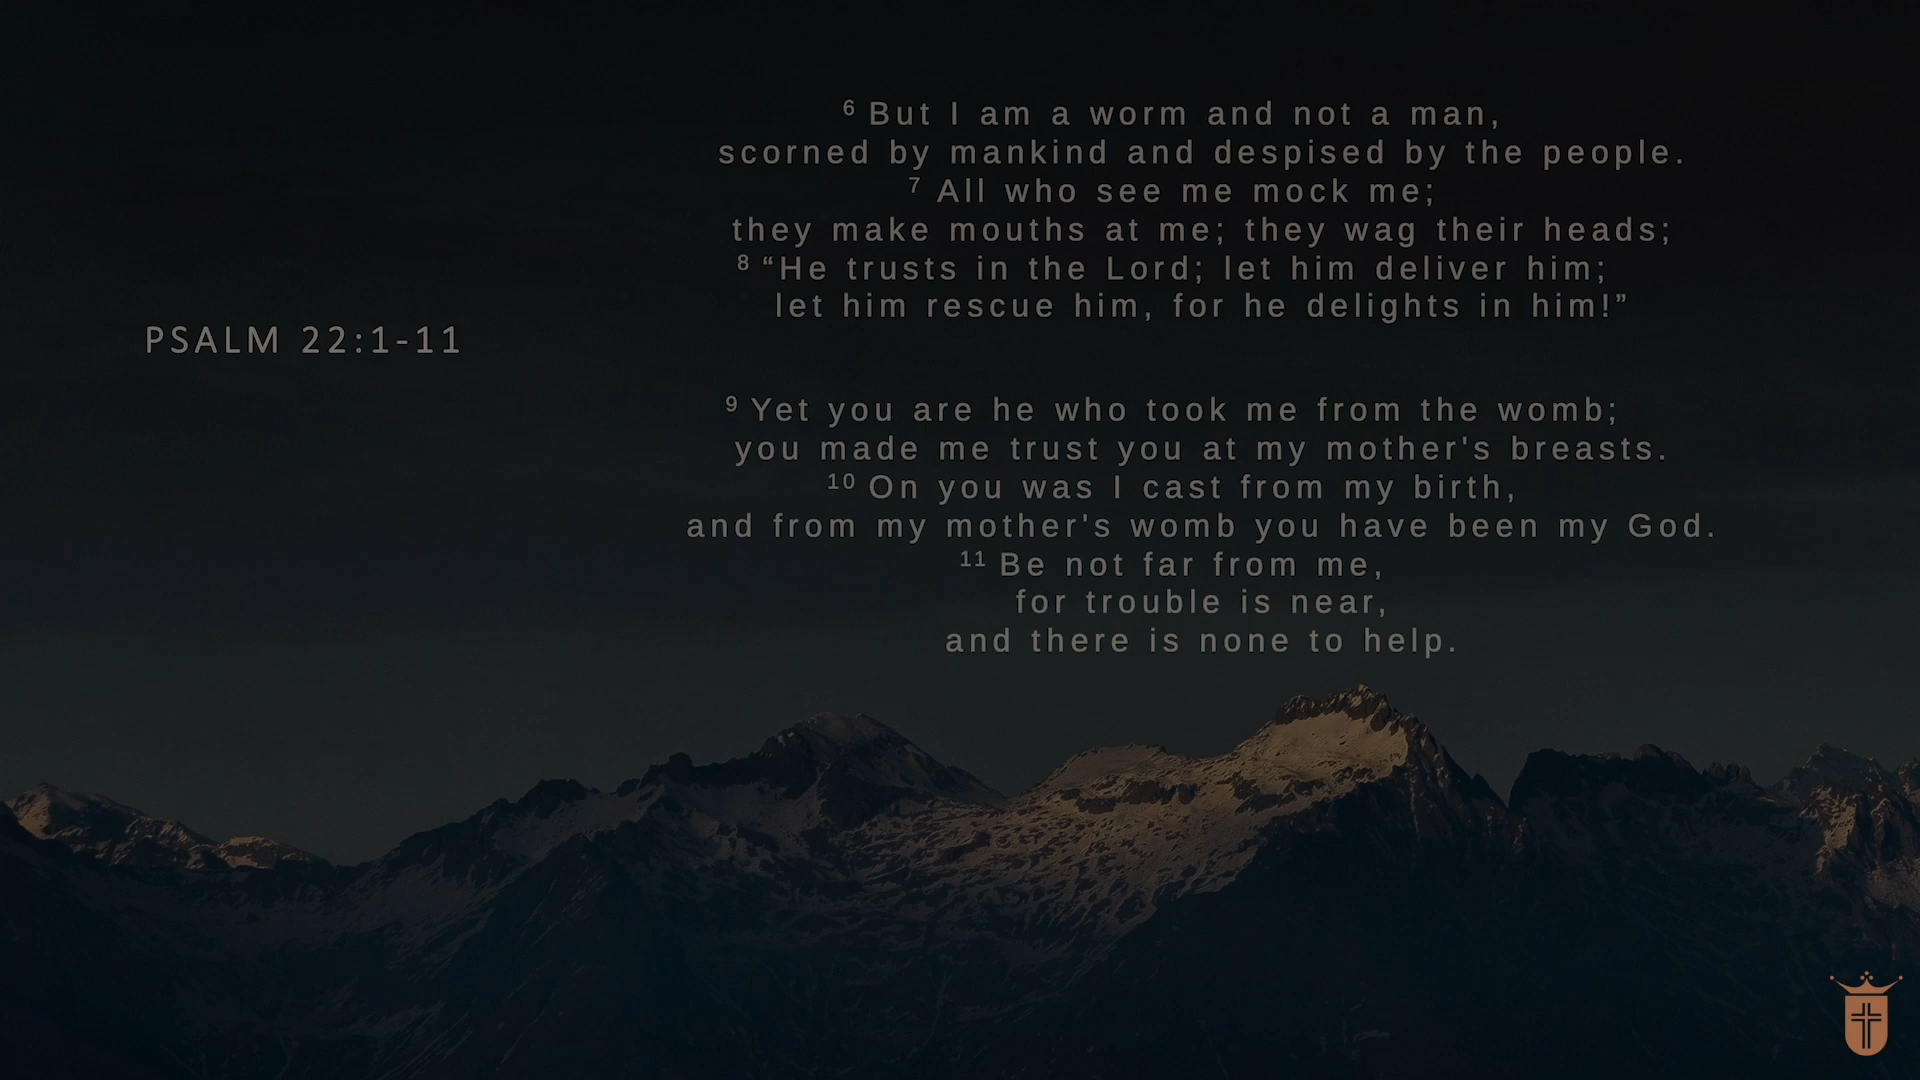 PSALM 22:1-11
6 But I am a worm and not a man,
scorned by mankind and despised by the people.
7 All who see me mock me;
they make mouths at me; they wag their heads;
8 “He trusts in the Lord; let him deliver him;
let him rescue him, for he delights in him!”
9 Yet you are he who took me from the womb;
you made me trust you at my mother's breasts.
10 On you was I cast from my birth,
and from my mother's womb you have been my God.
11 Be not far from me,
for trouble is near,
and there is none to help.